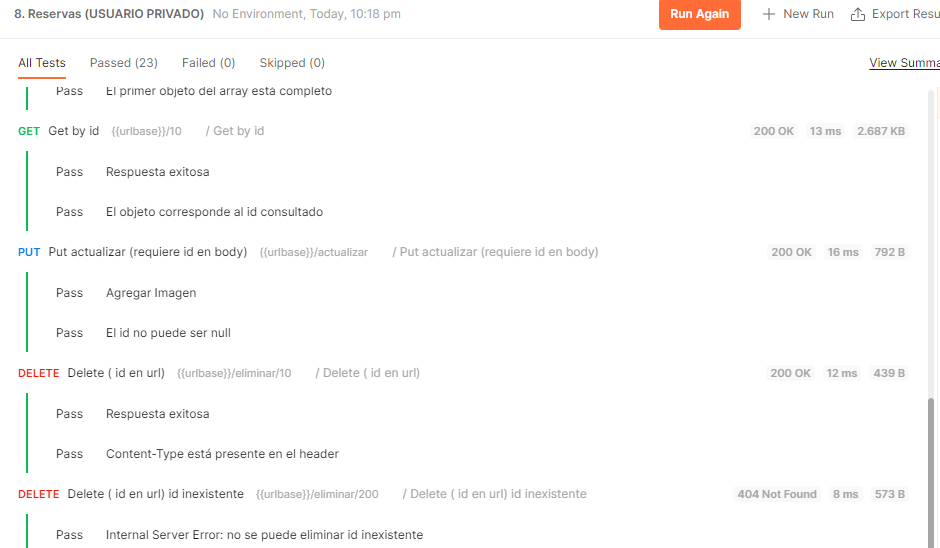 8. Reservas (USUARIO PRIVADO) No Environment, Today, 10:18 pm Run Again + New Run Export Resu
All Tests Passed (23) Failed (0) Skipped (0) View Summa
Pass El primer objeto del array está completo
GET Get by id {{urlbase}}/10 / Get by id 200 OK 13 ms 2.687 KB
Pass Respuesta exitosa
Pass El objeto corresponde al id consultado
PUT Put actualizar (requiere id en body) {{urlbase}}/actualizar / Put actualizar (requiere id en body) 200 OK 16 ms 792 B
Pass Agregar Imagen
Pass El id no puede ser null
DELETE Delete ( id en url) {{urlbase}}/eliminar/10 / Delete ( id en url) 200 OK 12 ms 439 B
Pass Respuesta exitosa
Pass Content-Type está presente en el header
DELETE Delete ( id en url) id inexistente {{urlbase}}/eliminar/200 / Delete ( id en url) id inexistente 404 Not Found 8 ms 573 B
Pass Internal Server Error: no se puede eliminar id inexistente